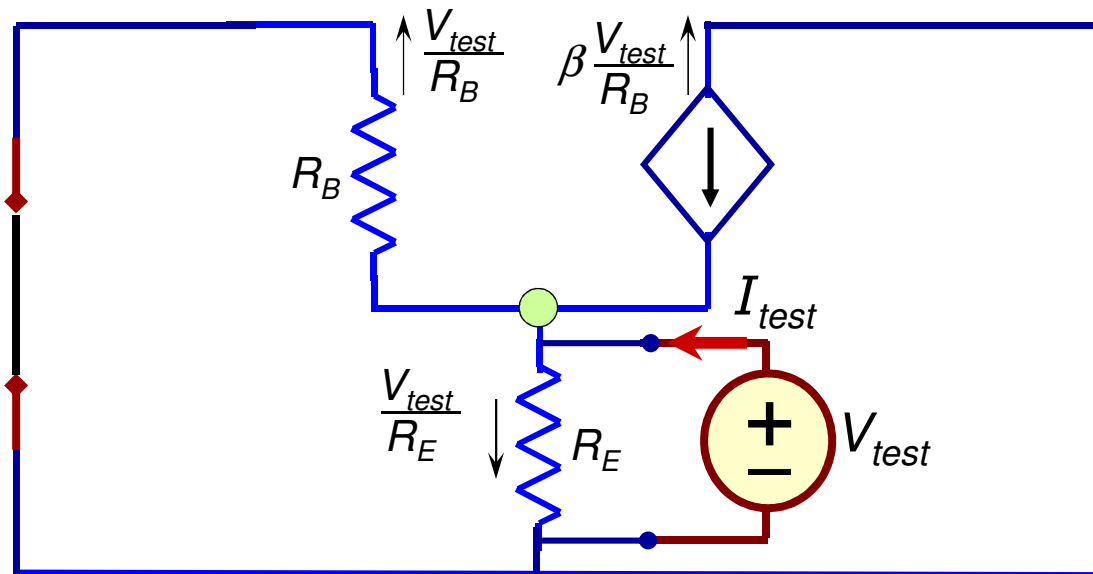 V_test / R_B
β V_test / R_B
R_B
I_test
V_test / R_E
R_E
+
−
V_test